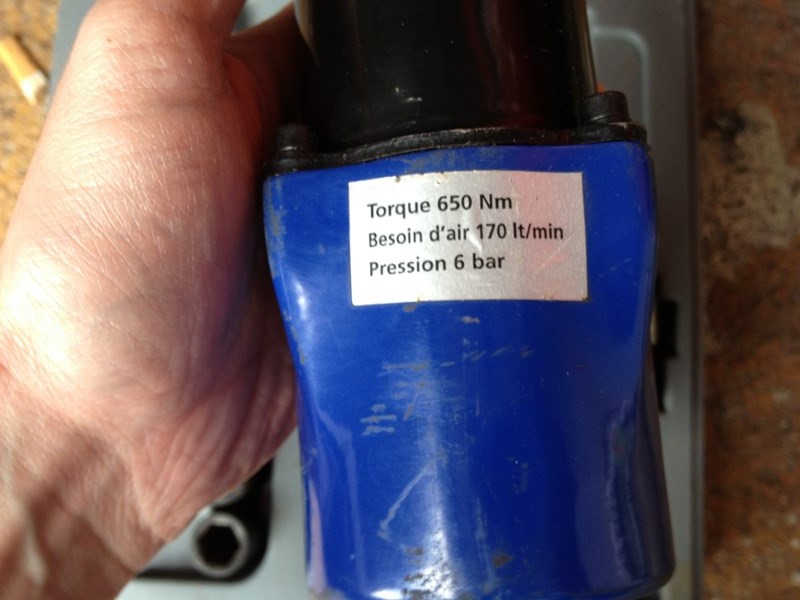 Torque 650 Nm
Besoin d'air 170 lt/min
Pression 6 bar